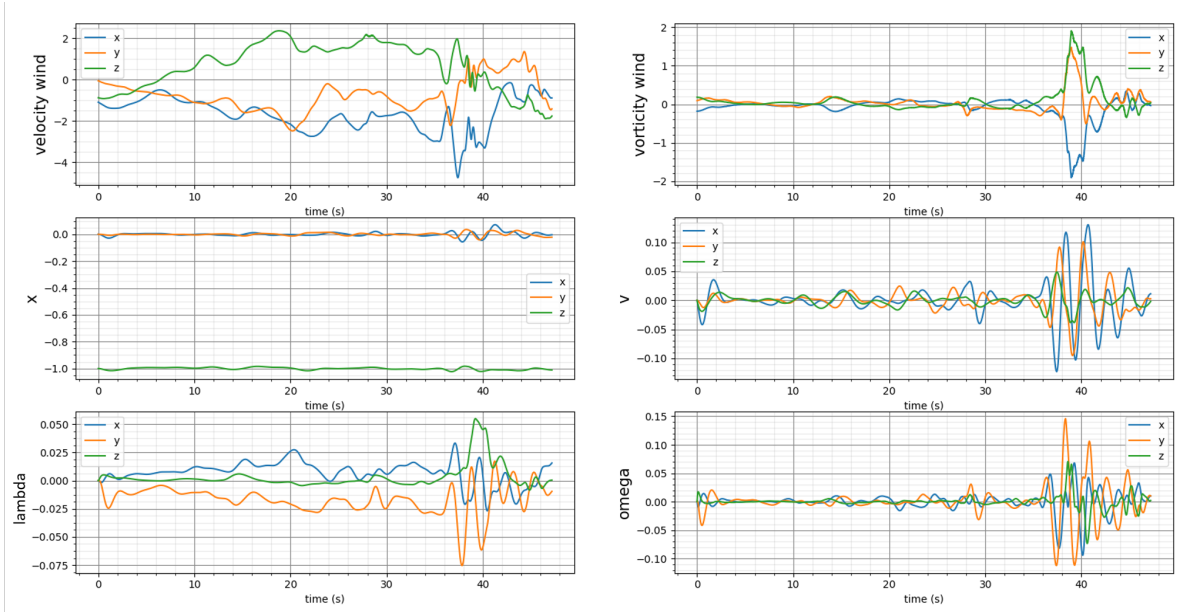 velocity wind
x
y
z
2
0
−2
−4
0
10
20
30
40
time (s)
vorticity wind
x
y
z
2
1
0
−1
−2
0
10
20
30
40
time (s)
x
x
y
z
0.0
−0.2
−0.4
−0.6
−0.8
−1.0
0
10
20
30
40
time (s)
v
x
y
z
0.10
0.05
0.00
−0.05
−0.10
0
10
20
30
40
time (s)
lambda
x
y
z
0.050
0.025
0.000
−0.025
−0.050
−0.075
0
10
20
30
40
time (s)
omega
x
y
z
0.15
0.10
0.05
0.00
−0.05
−0.10
0
10
20
30
40
time (s)